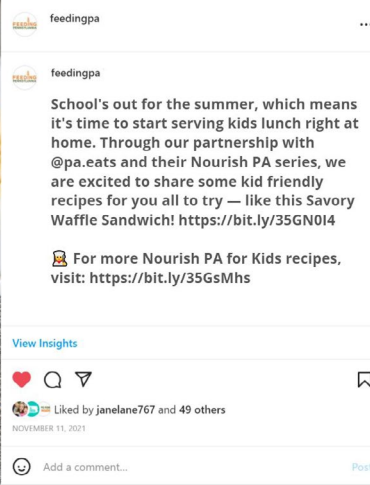 feedingpa
feedingpa
School's out for the summer, which means
it's time to start serving kids lunch right at
home. Through our partnership with
@pa.eats and their Nourish PA series, we
are excited to share some kid friendly
recipes for you all to try — like this Savory
Waffle Sandwich! https://bit.ly/35GN0I4
👩‍🍳 For more Nourish PA for Kids recipes,
visit: https://bit.ly/35GsMhs
View Insights
Liked by janelane767 and 49 others
NOVEMBER 11, 2021
Add a comment...
Post